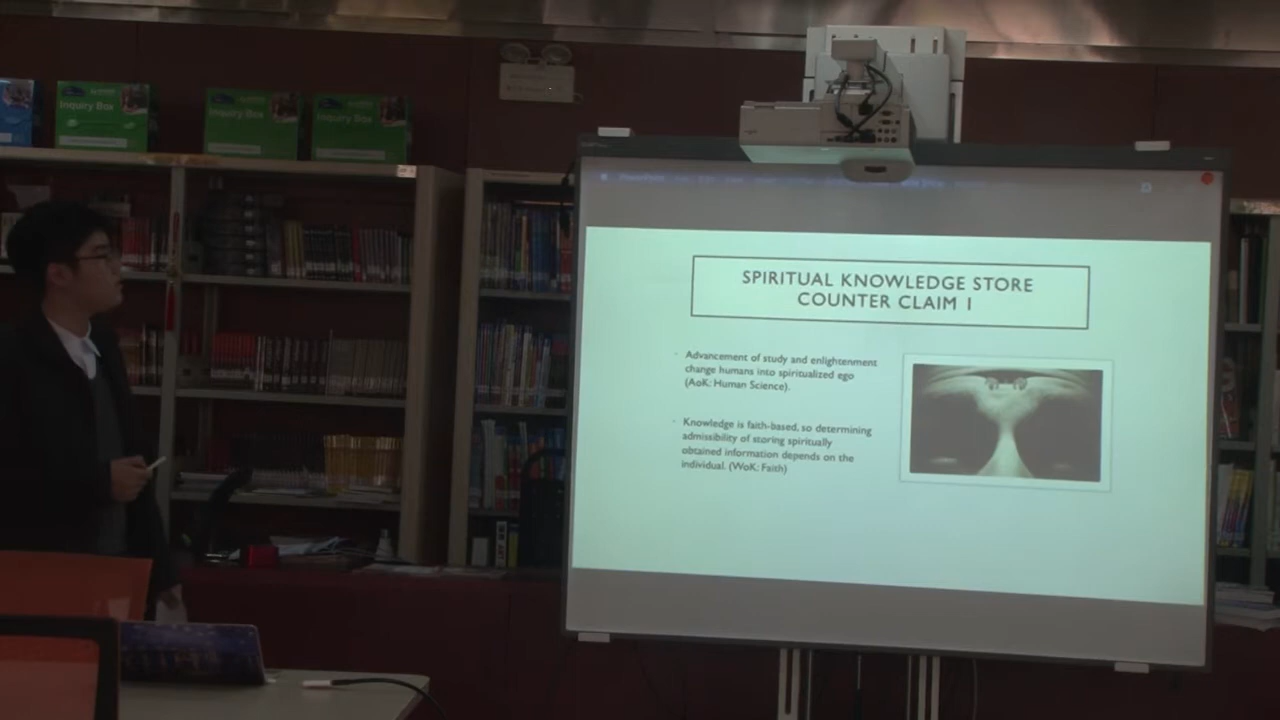 Inquiry Box
Inquiry Box
Inquiry Box
SPIRITUAL KNOWLEDGE STORE
COUNTER CLAIM 1
Advancement of study and enlightenment
change humans into spiritualized ego
(AoK: Human Science).
Knowledge is faith-based, so determining
admissibility of storing spiritually
obtained information depends on the
individual. (WoK: Faith)